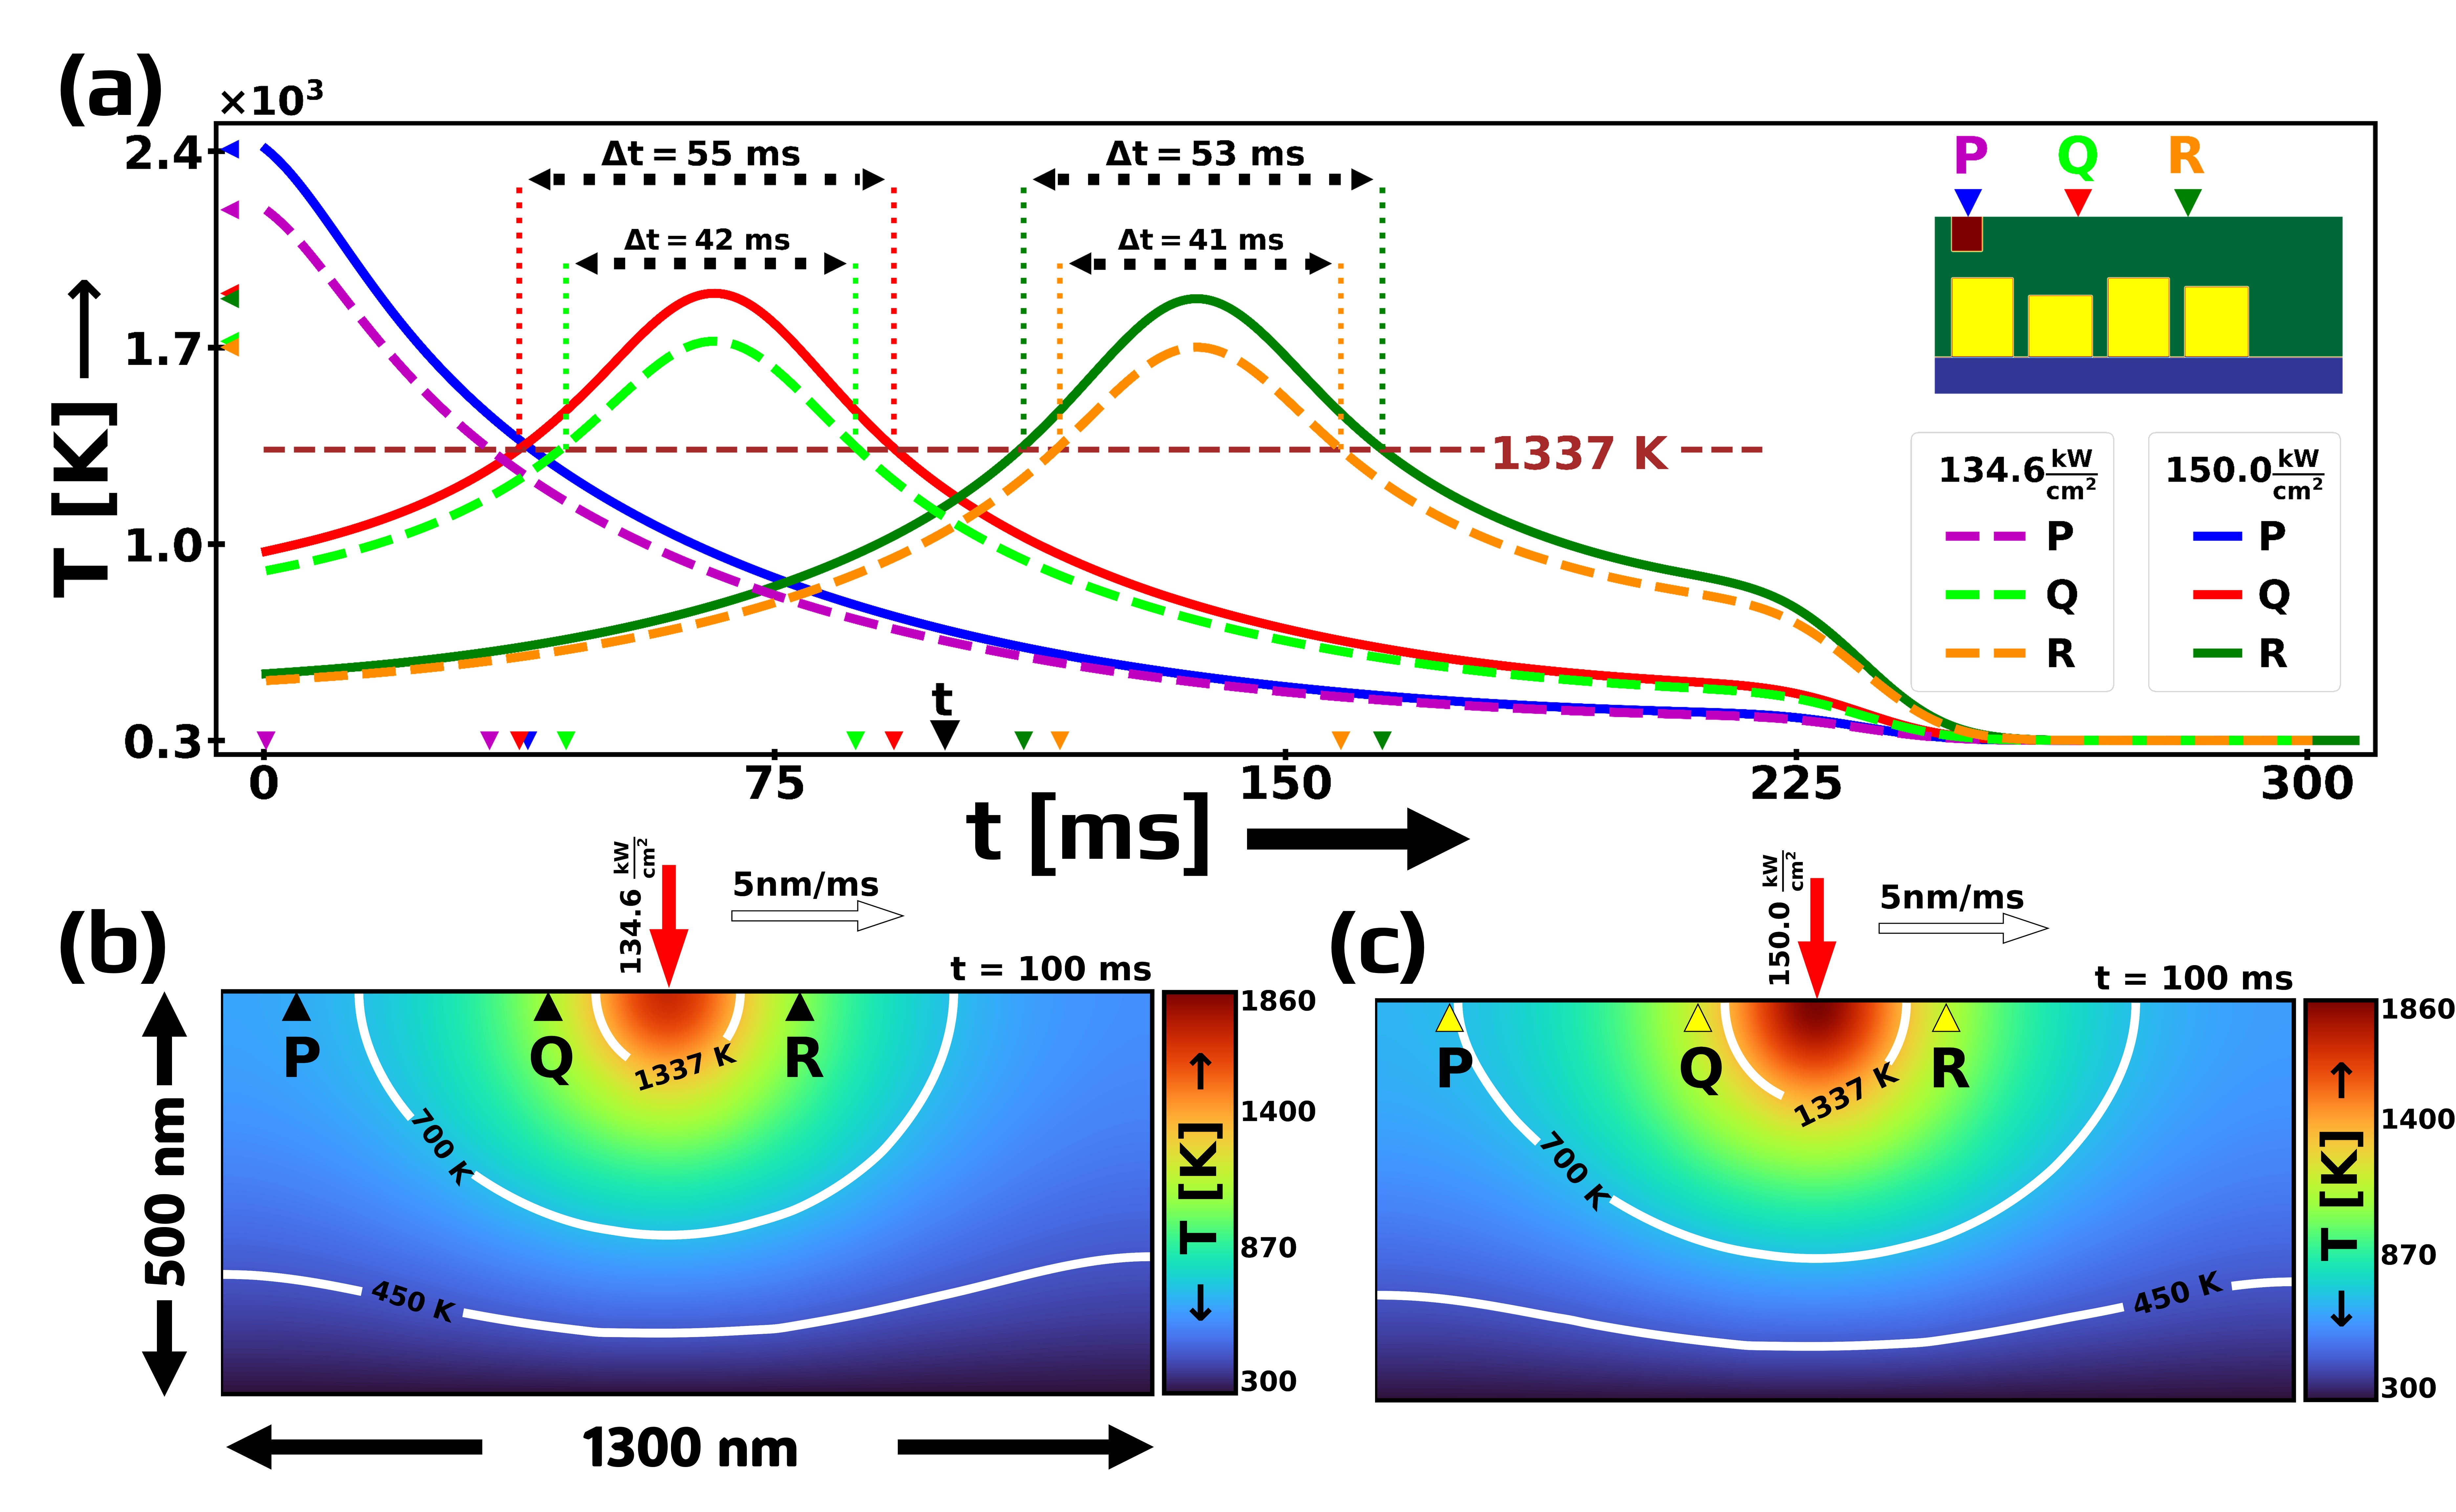 (a)
×10³
2.4
1.7
1.0
0.3
T [K]
Δt = 55 ms
Δt = 53 ms
Δt = 42 ms
Δt = 41 ms
1337 K
P Q R
134.6 kW/cm²
P
Q
R
150.0 kW/cm²
P
Q
R
t
0 75 150 225 300
t [ms]
(b)
134.6 kW/cm²
5nm/ms
t = 100 ms
P Q R
1337 K
700 K
450 K
500 nm
1300 nm
1860
1400
870
300
← T [K] →
(c)
150.0 kW/cm²
5nm/ms
t = 100 ms
P Q R
1337 K
700 K
450 K
1860
1400
870
300
← T [K] →